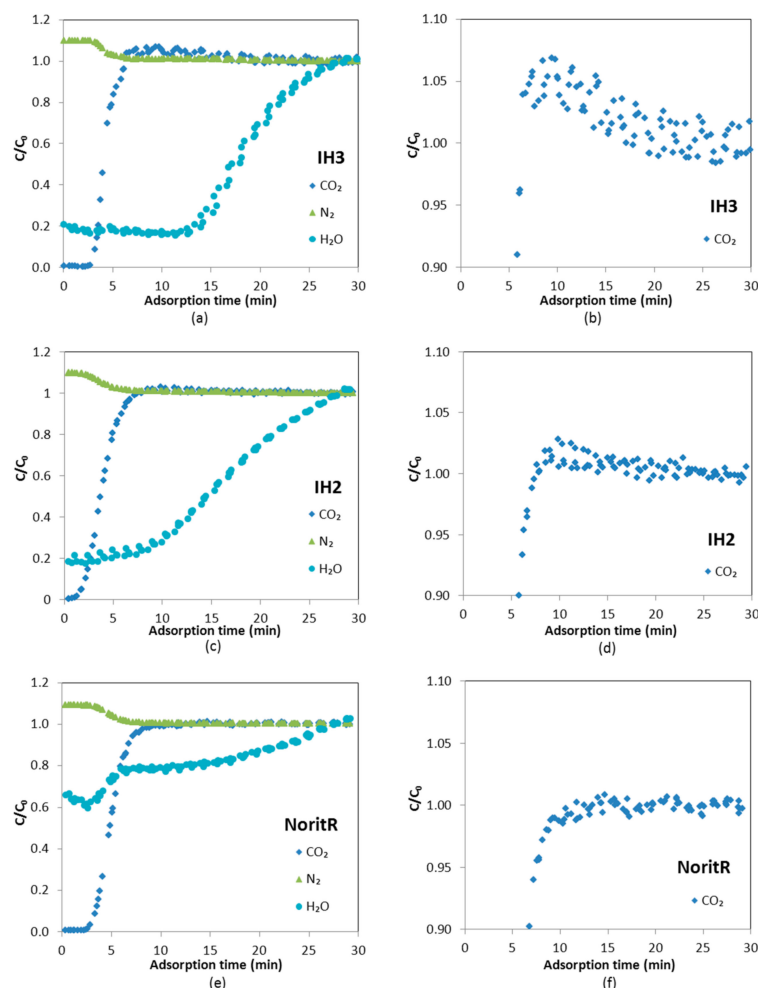 1.2
1.0
0.8
0.6
0.4
0.2
0.0
C/C₀
IH3
CO₂
N₂
H₂O
0 5 10 15 20 25 30
Adsorption time (min)
(a)
1.10
1.05
1.00
0.95
0.90
C/C₀
IH3
CO₂
0 5 10 15 20 25 30
Adsorption time (min)
(b)
1.2
1
0.8
0.6
0.4
0.2
0
C/C₀
IH2
CO₂
N₂
H₂O
0 5 10 15 20 25 30
Adsorption time (min)
(c)
1.10
1.05
1.00
0.95
0.90
C/C₀
IH2
CO₂
0 5 10 15 20 25 30
Adsorption time (min)
(d)
1.2
1.0
0.8
0.6
0.4
0.2
0.0
C/C₀
NoritR
CO₂
N₂
H₂O
0 5 10 15 20 25 30
Adsorption time (min)
(e)
1.10
1.05
1.00
0.95
0.90
C/C₀
NoritR
CO₂
0 5 10 15 20 25 30
Adsorption time (min)
(f)